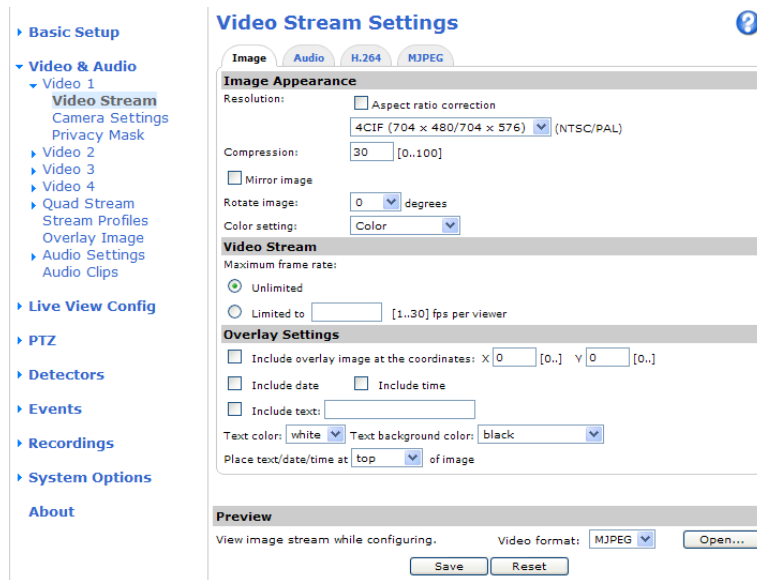 Basic Setup
Video & Audio
Video 1
Video Stream
Camera Settings
Privacy Mask
Video 2
Video 3
Video 4
Quad Stream
Stream Profiles
Overlay Image
Audio Settings
Audio Clips
Live View Config
PTZ
Detectors
Events
Recordings
System Options
About
Video Stream Settings
?
Image Audio H.264 MJPEG
Image Appearance
Resolution: Aspect ratio correction
4CIF (704 x 480/704 x 576) (NTSC/PAL)
Compression: 30 [0..100]
Mirror image
Rotate image: 0 degrees
Color setting: Color
Video Stream
Maximum frame rate:
Unlimited
Limited to [1..30] fps per viewer
Overlay Settings
Include overlay image at the coordinates: X 0 [0..] Y 0 [0..]
Include date Include time
Include text:
Text color: white Text background color: black
Place text/date/time at top of image
Preview
View image stream while configuring. Video format: MJPEG Open...
Save Reset